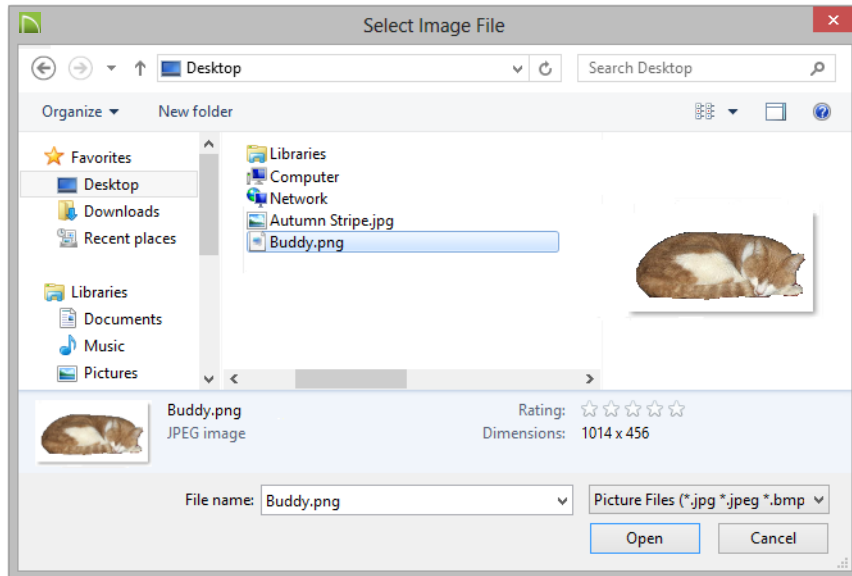 Select Image File
Desktop
Search Desktop
Organize
New folder
Favorites
Desktop
Downloads
Recent places
Libraries
Documents
Music
Pictures
Libraries
Computer
Network
Autumn Stripe.jpg
Buddy.png
Buddy.png
JPEG image
Rating:
Dimensions: 1014 x 456
File name: Buddy.png
Picture Files (*.jpg *.jpeg *.bmp
Open
Cancel